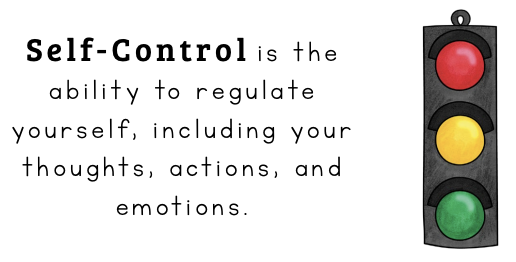 Self-Control is the
ability to regulate
yourself, including your
thoughts, actions, and
emotions.